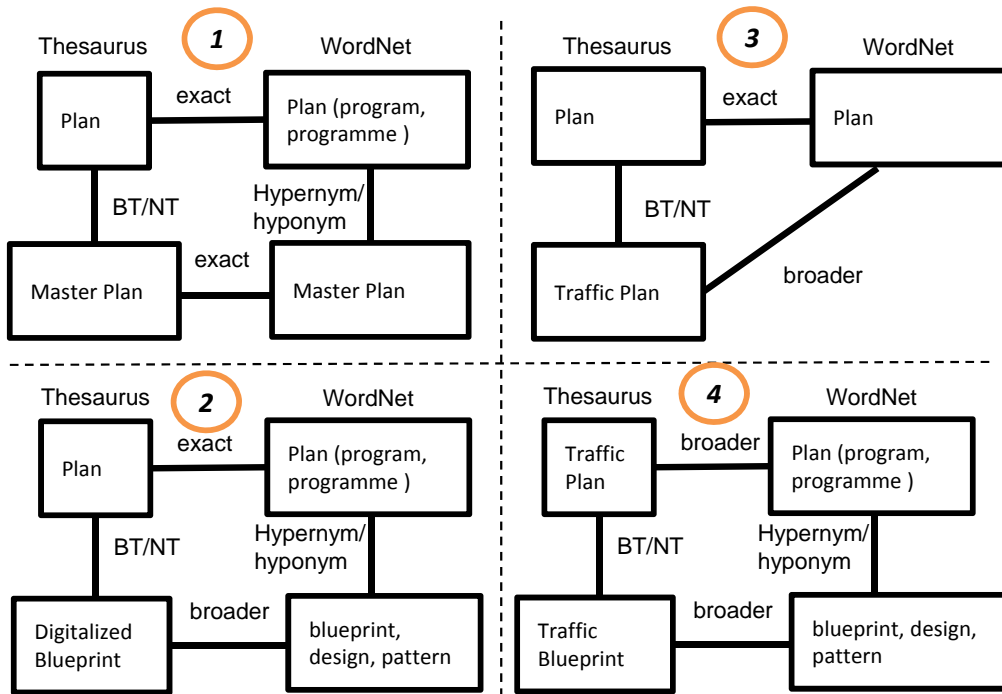 1
Thesaurus
WordNet
exact
Plan
Plan (program,
programme )
BT/NT
Hypernym/
hyponym
exact
Master Plan
Master Plan
3
Thesaurus
WordNet
exact
Plan
Plan
BT/NT
broader
Traffic Plan
2
Thesaurus
WordNet
exact
Plan
Plan (program,
programme )
BT/NT
Hypernym/
hyponym
broader
Digitalized
Blueprint
blueprint,
design, pattern
4
Thesaurus
WordNet
broader
Traffic
Plan
Plan (program,
programme )
BT/NT
Hypernym/
hyponym
broader
Traffic
Blueprint
blueprint, design,
pattern